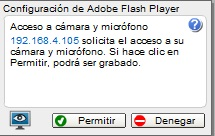 Configuración de Adobe Flash Player
Acceso a cámara y micrófono
192.168.4.105 solicita el acceso a su
cámara y micrófono. Si hace clic en
Permitir, podrá ser grabado.
Permitir
Denegar